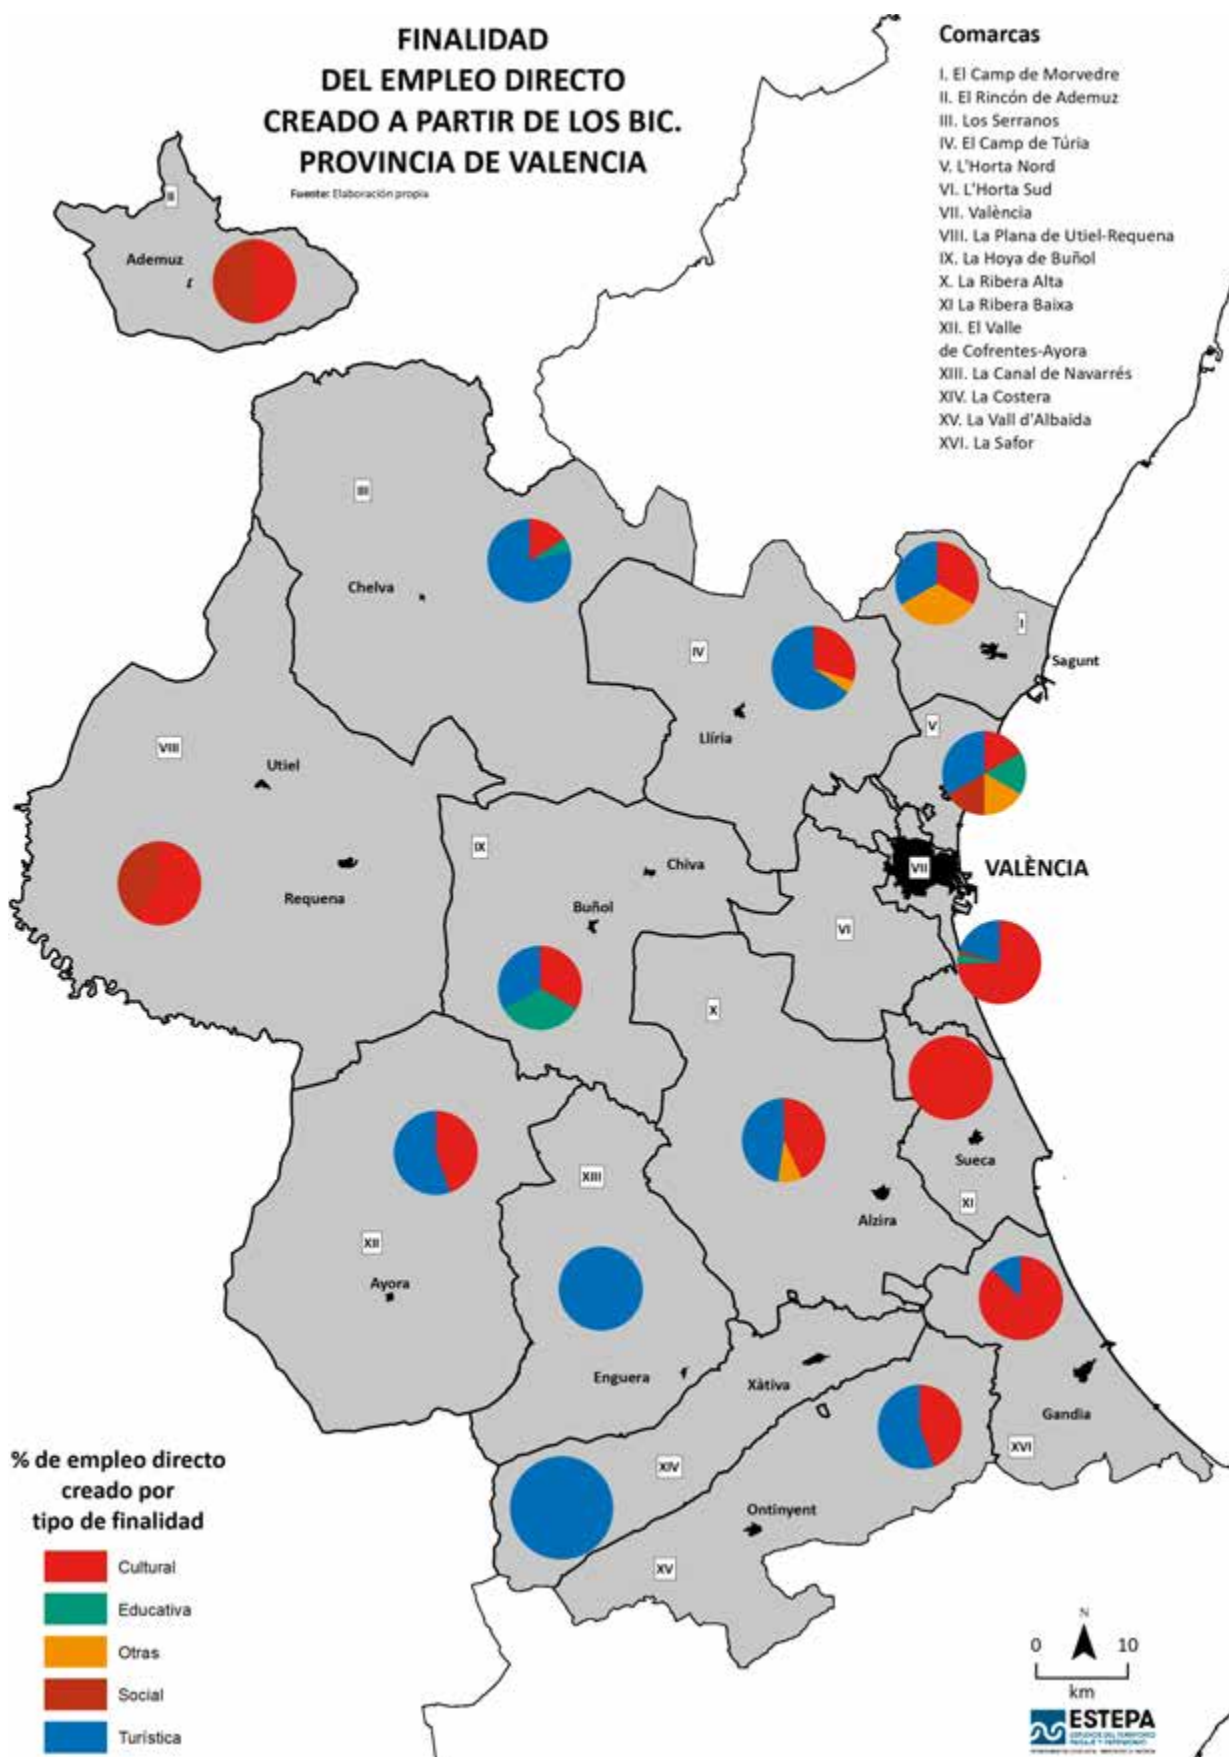 FINALIDAD
DEL EMPLEO DIRECTO
CREADO A PARTIR DE LOS BIC.
PROVINCIA DE VALENCIA
Fuente: Elaboración propia
Comarcas
I. El Camp de Morvedre
II. El Rincón de Ademuz
III. Los Serranos
IV. El Camp de Túria
V. L'Horta Nord
VI. L'Horta Sud
VII. València
VIII. La Plana de Utiel-Requena
IX. La Hoya de Buñol
X. La Ribera Alta
XI La Ribera Baixa
XII. El Valle
de Cofrentes-Ayora
XIII. La Canal de Navarrés
XIV. La Costera
XV. La Vall d'Albaida
XVI. La Safor
II
Ademuz
III
Chelva
I
Sagunt
IV
Llíria
V
VIII
Utiel
Requena
IX
Chiva
Buñol
VII
VALÈNCIA
VI
X
Sueca
XI
Alzira
XIII
XII
Ayora
Enguera
Xàtiva
Gandia
XVI
XIV
Ontinyent
XV
% de empleo directo
creado por
tipo de finalidad
Cultural
Educativa
Otras
Social
Turística
N
0 10
km
ESTEPA
ESTUDIOS DEL TERRITORIO
PAISAJE Y PATRIMONIO